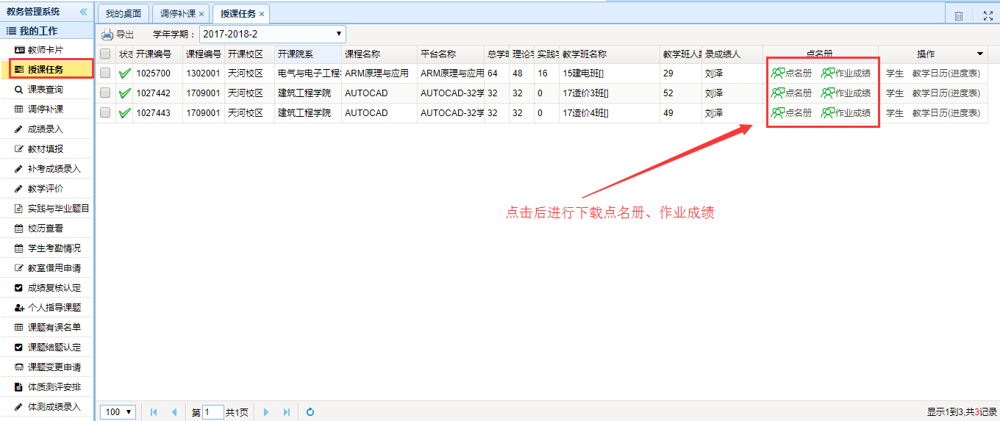 教务管理系统
我的工作
教师卡片
授课任务
课表查询
调停补课
成绩录入
教材填报
补考成绩录入
教学评价
实践与毕业题目
校历查看
学生考勤情况
教室借用申请
成绩复核认定
个人指导课题
课题有误名单
课题结题认定
课题变更申请
体质测评安排
体测成绩录入
我的桌面 调停补课 × 授课任务 ×
导出 学年学期： 2017-2018-2
状态 开课编号 课程编号 开课校区 开课院系 课程名称 平台名称 总学时 理论学 实践学 教学班名称 教学班人数 录成绩人 点名册 操作
1025700 1302001 天河校区 电气与电子工程学 ARM原理与应用 ARM原理与应用 64 48 16 15建电班[] 29 刘泽 点名册 作业成绩 学生 教学日历(进度表)
1027442 1709001 天河校区 建筑工程学院 AUTOCAD AUTOCAD-32学 32 32 0 17造价3班[] 52 刘泽 点名册 作业成绩 学生 教学日历(进度表)
1027443 1709001 天河校区 建筑工程学院 AUTOCAD AUTOCAD-32学 32 32 0 17造价4班[] 49 刘泽 点名册 作业成绩 学生 教学日历(进度表)
点击后进行下载点名册、作业成绩
100 第 1 共1页 显示1到3,共3记录